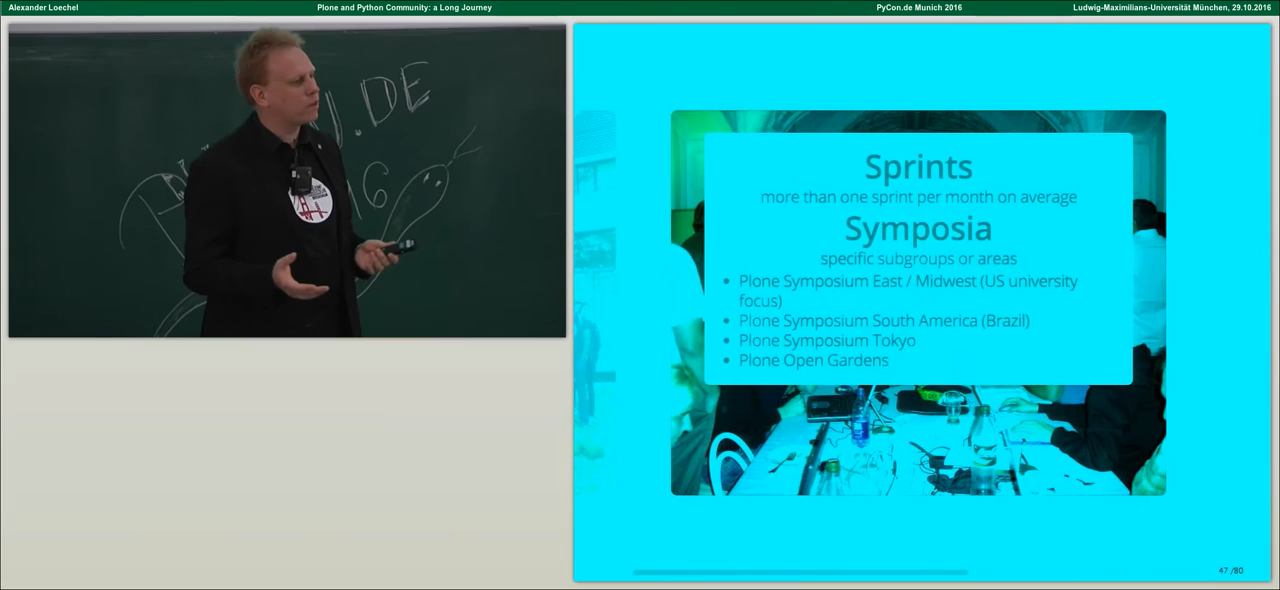 Alexander Loechel
Plone and Python Community: a Long Journey
PyCon.de Munich 2016
Ludwig-Maximilians-Universität München, 29.10.2016
.DE
16
Sprints
more than one sprint per month on average
Symposia
specific subgroups or areas
• Plone Symposium East / Midwest (US university
focus)
• Plone Symposium South America (Brazil)
• Plone Symposium Tokyo
• Plone Open Gardens
47 /80